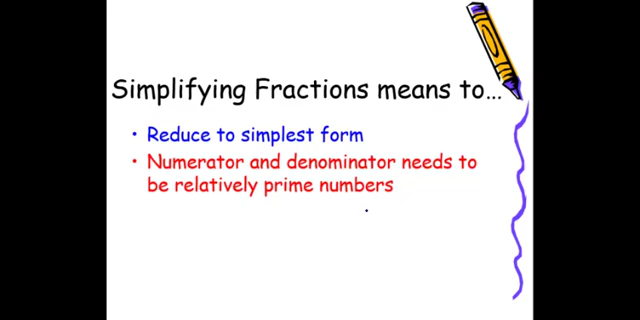 Simplifying Fractions means to...
• Reduce to simplest form
• Numerator and denominator needs to
be relatively prime numbers